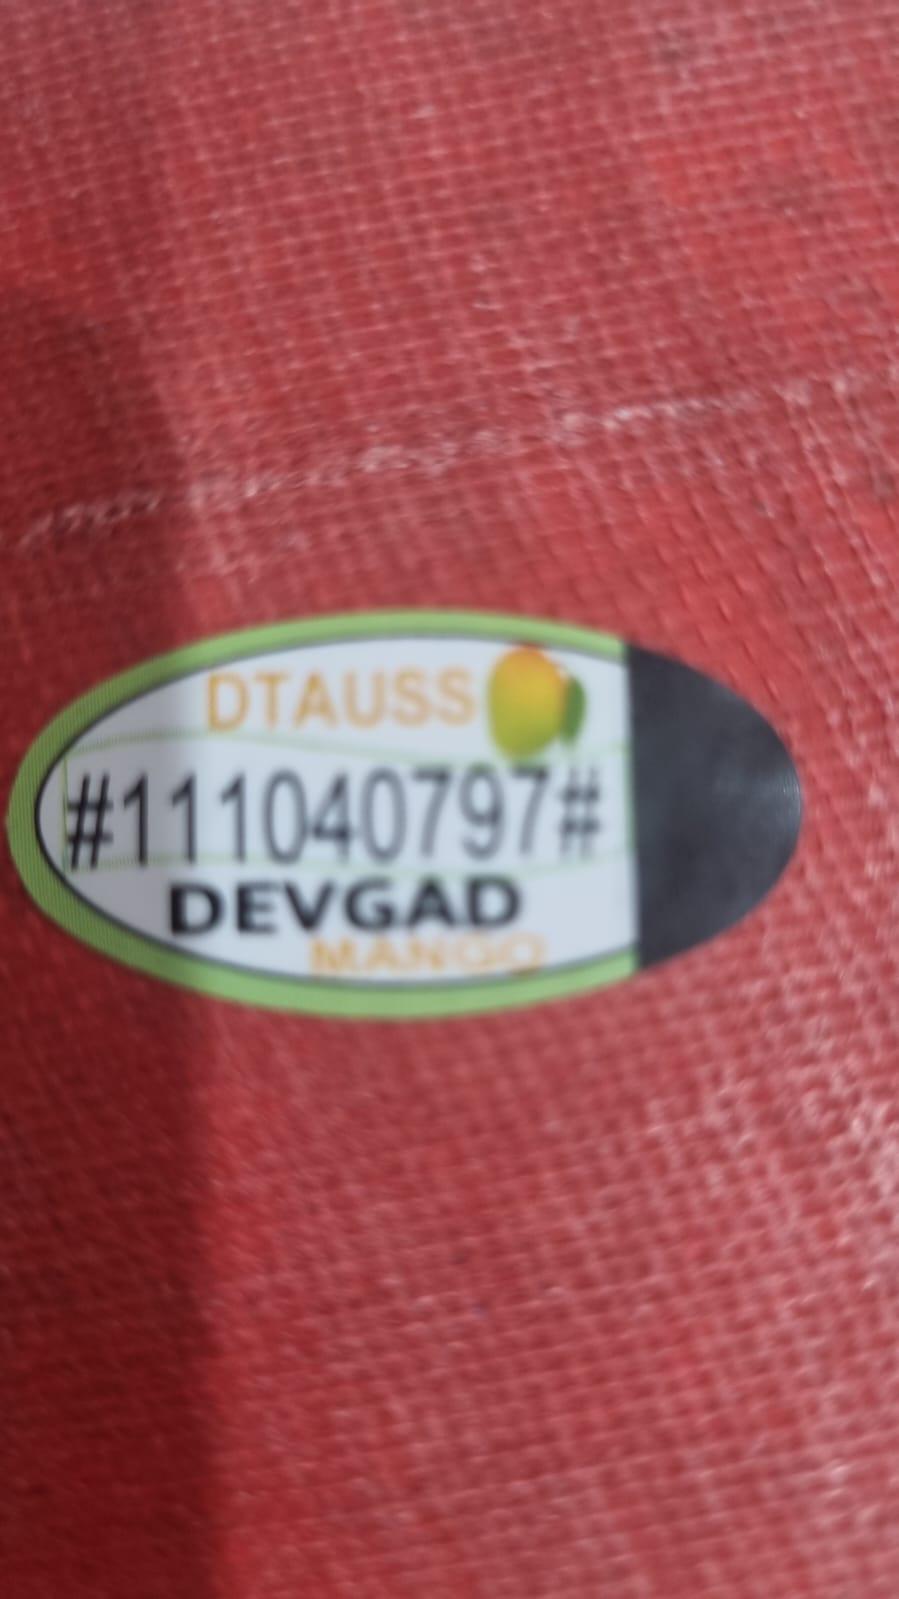 DTAUSS
#111040797#
DEVGAD
MANGO